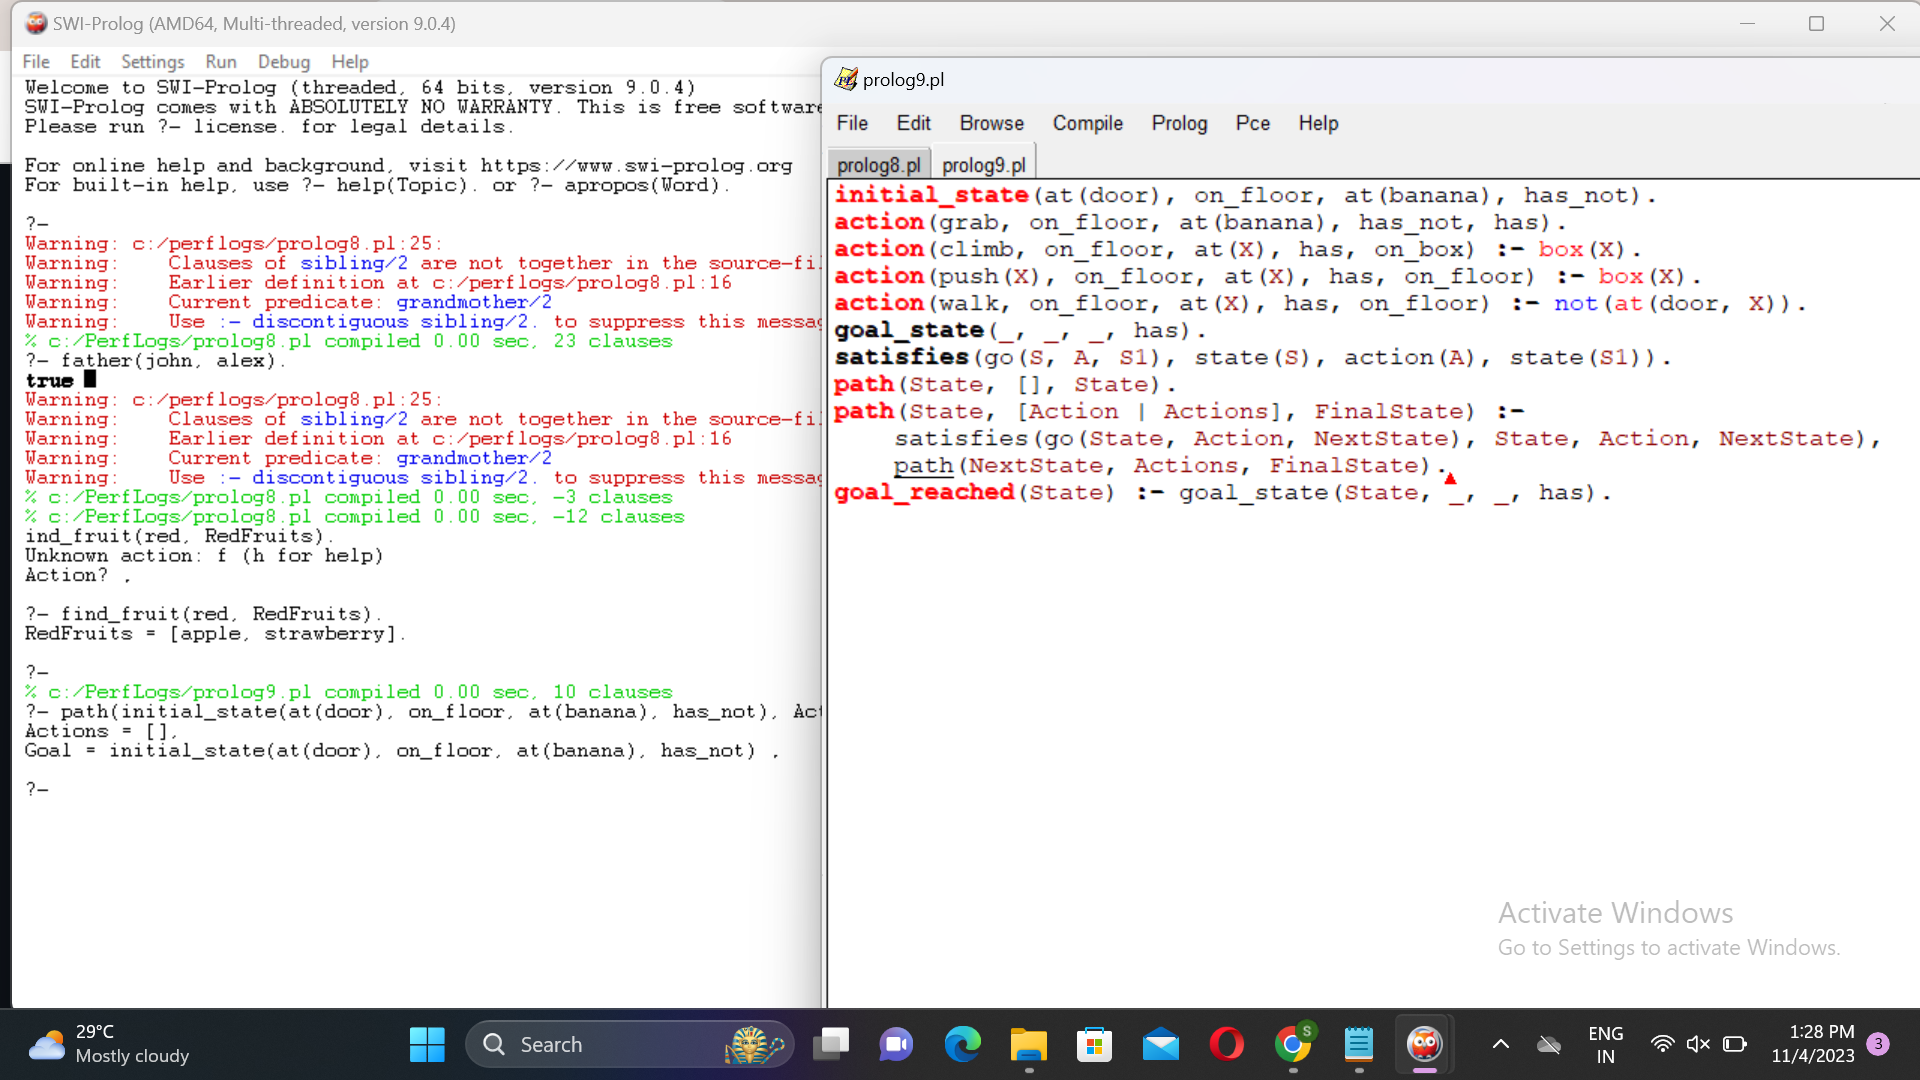 SWI-Prolog (AMD64, Multi-threaded, version 9.0.4)
File Edit Settings Run Debug Help
Welcome to SWI-Prolog (threaded, 64 bits, version 9.0.4)
SWI-Prolog comes with ABSOLUTELY NO WARRANTY. This is free software
Please run ?- license. for legal details.
For online help and background, visit https://www.swi-prolog.org
For built-in help, use ?- help(Topic). or ?- apropos(Word).
?-
Warning: c:/perflogs/prolog8.pl:25:
Warning:    Clauses of sibling/2 are not together in the source-fi
Warning:    Earlier definition at c:/perflogs/prolog8.pl:16
Warning:    Current predicate: grandmother/2
Warning:    Use :- discontiguous sibling/2. to suppress this messa
% c:/PerfLogs/prolog8.pl compiled 0.00 sec, 23 clauses
?- father(john, alex).
true
Warning: c:/perflogs/prolog8.pl:25:
Warning:    Clauses of sibling/2 are not together in the source-fi
Warning:    Earlier definition at c:/perflogs/prolog8.pl:16
Warning:    Current predicate: grandmother/2
Warning:    Use :- discontiguous sibling/2. to suppress this messa
% c:/PerfLogs/prolog8.pl compiled 0.00 sec, -3 clauses
% c:/PerfLogs/prolog8.pl compiled 0.00 sec, -12 clauses
ind_fruit(red, RedFruits).
Unknown action: f (h for help)
Action? .
?- find_fruit(red, RedFruits).
RedFruits = [apple, strawberry].
?-
% c:/PerfLogs/prolog9.pl compiled 0.00 sec, 10 clauses
?- path(initial_state(at(door), on_floor, at(banana), has_not), Act
Actions = [],
Goal = initial_state(at(door), on_floor, at(banana), has_not) .
?-
prolog9.pl
File Edit Browse Compile Prolog Pce Help
prolog8.pl prolog9.pl
initial_state(at(door), on_floor, at(banana), has_not).
action(grab, on_floor, at(banana), has_not, has).
action(climb, on_floor, at(X), has, on_box) :- box(X).
action(push(X), on_floor, at(X), has, on_floor) :- box(X).
action(walk, on_floor, at(X), has, on_floor) :- not(at(door, X)).
goal_state(_, _, _, has).
satisfies(go(S, A, S1), state(S), action(A), state(S1)).
path(State, [], State).
path(State, [Action | Actions], FinalState) :-
    satisfies(go(State, Action, NextState), State, Action, NextState),
    path(NextState, Actions, FinalState).
goal_reached(State) :- goal_state(State, _, _, has).
Activate Windows
Go to Settings to activate Windows.
29°C
Mostly cloudy
Search
S
ENG
IN
1:28 PM
11/4/2023
3